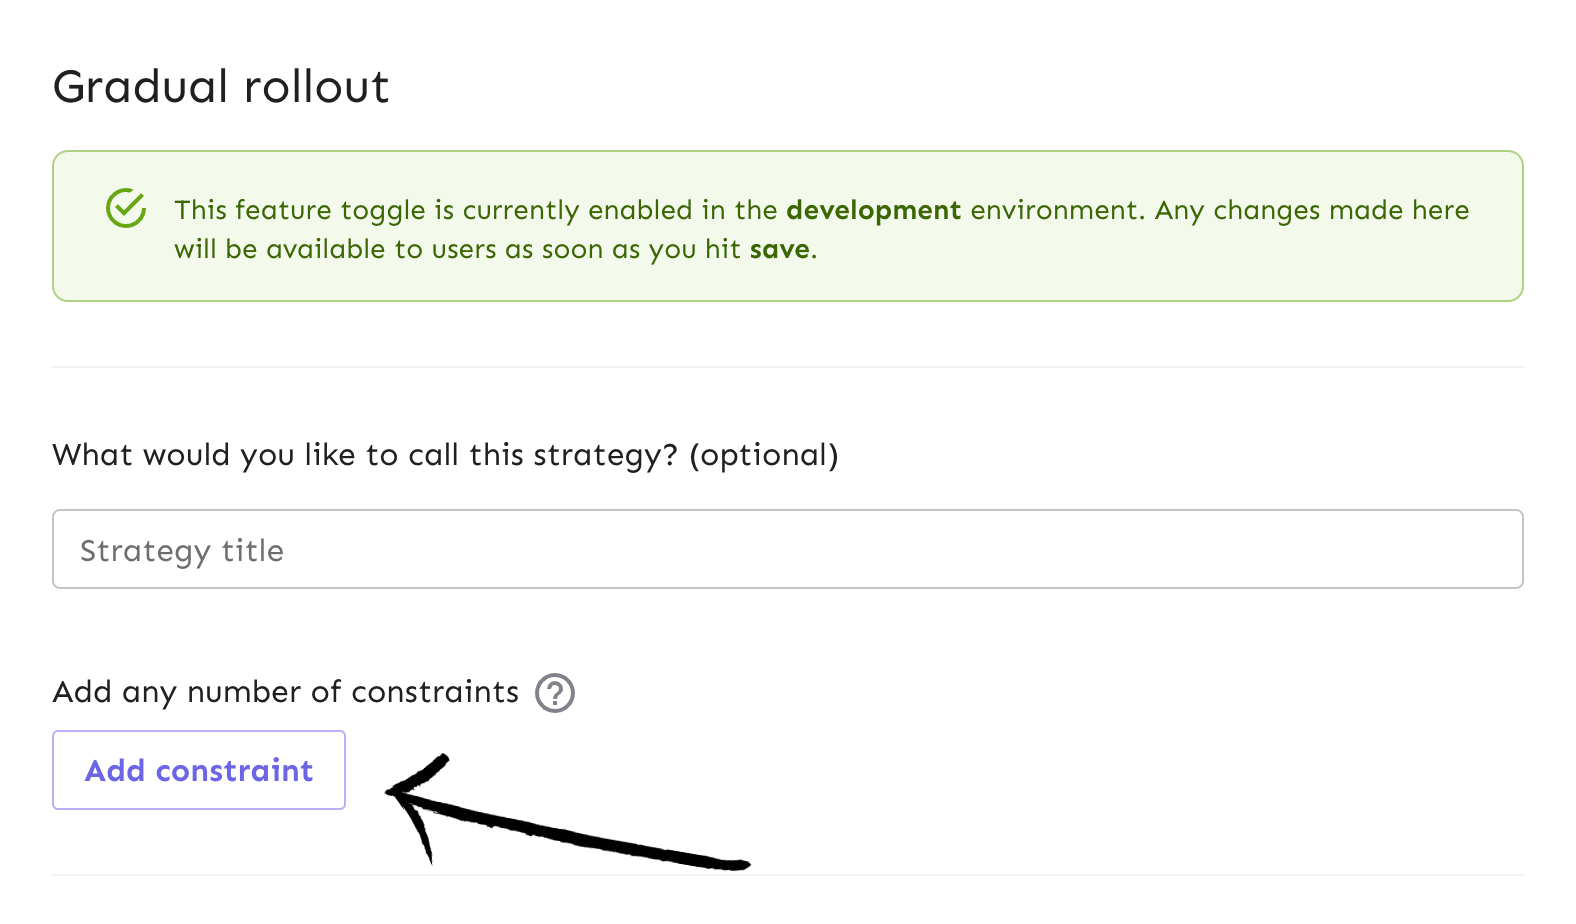 Gradual rollout
This feature toggle is currently enabled in the development environment. Any changes made here
will be available to users as soon as you hit save.
What would you like to call this strategy? (optional)
Strategy title
Add any number of constraints ?
Add constraint